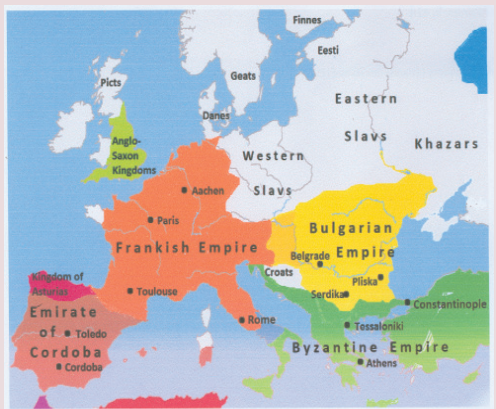 Finnes
Eesti
Picts
Geats
Eastern
Slavs
Danes
Khazars
Anglo-
Saxon
Kingdoms
Western
Slavs
Aachen
Paris
Bulgarian
Empire
Frankish Empire
Belgrade
Croats
Pliska
Kingdom of
Asturias
Toulouse
Serdika
Constantinople
Emirate
of
Cordoba
Toledo
Rome
Tessaloniki
Byzantine Empire
Cordoba
Athens